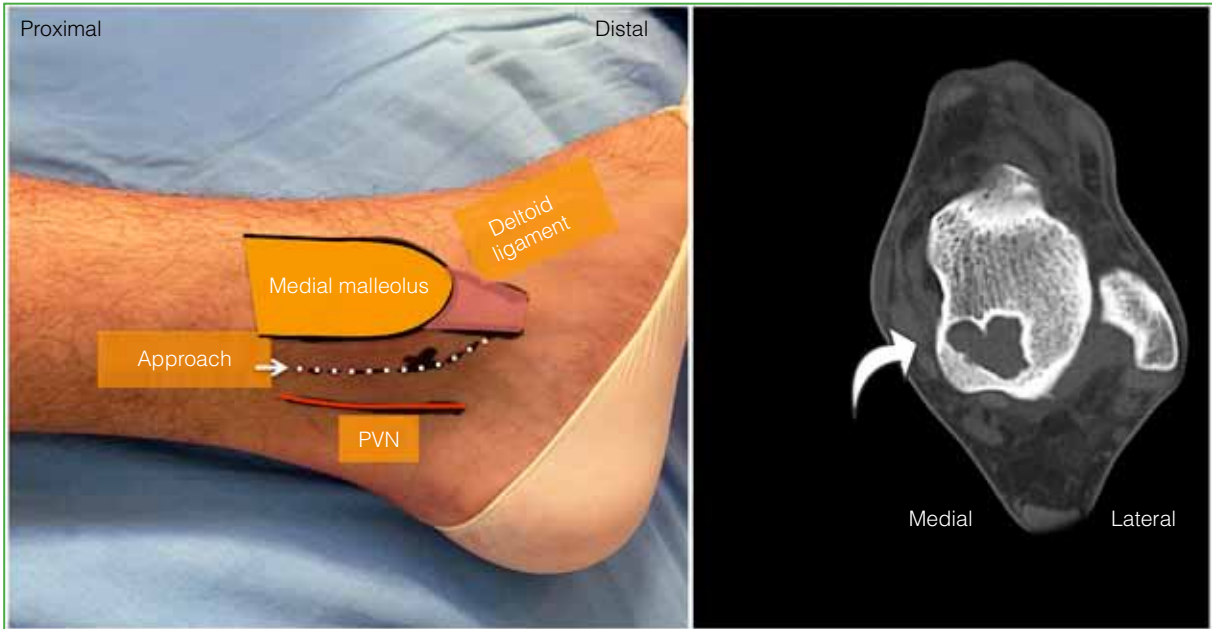 Proximal
Distal
Deltoid
ligament
Medial malleolus
Approach
PVN
Medial
Lateral